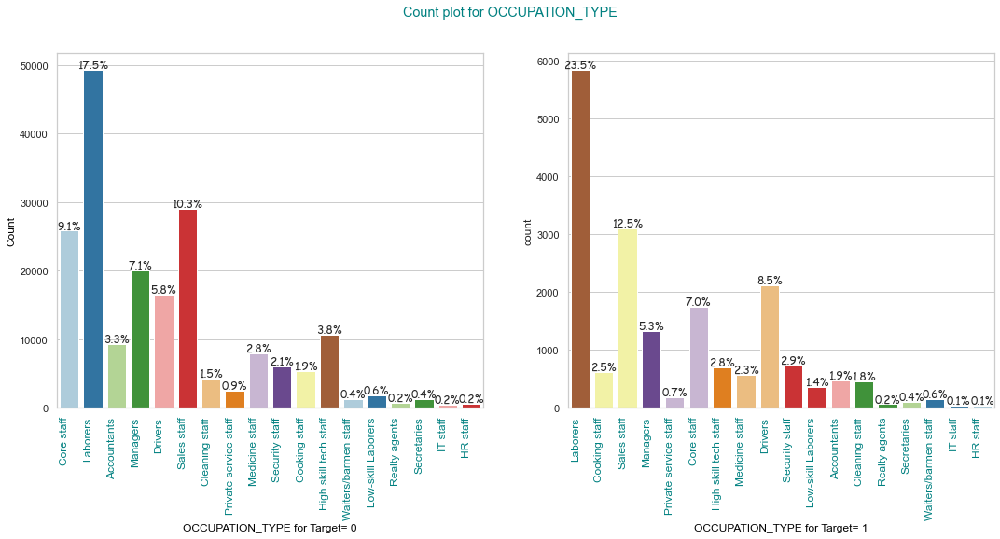 Count plot for OCCUPATION_TYPE
Count
50000
40000
30000
20000
10000
0
9.1%
17.5%
3.3%
7.1%
5.8%
10.3%
1.5%
0.9%
2.8%
2.1%
1.9%
3.8%
0.4%
0.6%
0.2%
0.4%
0.2%
0.2%
Core staff
Laborers
Accountants
Managers
Drivers
Sales staff
Cleaning staff
Private service staff
Medicine staff
Security staff
Cooking staff
High skill tech staff
Waiters/barmen staff
Low-skill Laborers
Realty agents
Secretaries
IT staff
HR staff
OCCUPATION_TYPE for Target= 0
count
6000
5000
4000
3000
2000
1000
0
23.5%
2.5%
12.5%
5.3%
0.7%
7.0%
2.8%
2.3%
8.5%
2.9%
1.4%
1.9%
1.8%
0.2%
0.4%
0.6%
0.1%
0.1%
Laborers
Cooking staff
Sales staff
Managers
Private service staff
Core staff
High skill tech staff
Medicine staff
Drivers
Security staff
Low-skill Laborers
Accountants
Cleaning staff
Realty agents
Secretaries
Waiters/barmen staff
IT staff
HR staff
OCCUPATION_TYPE for Target= 1